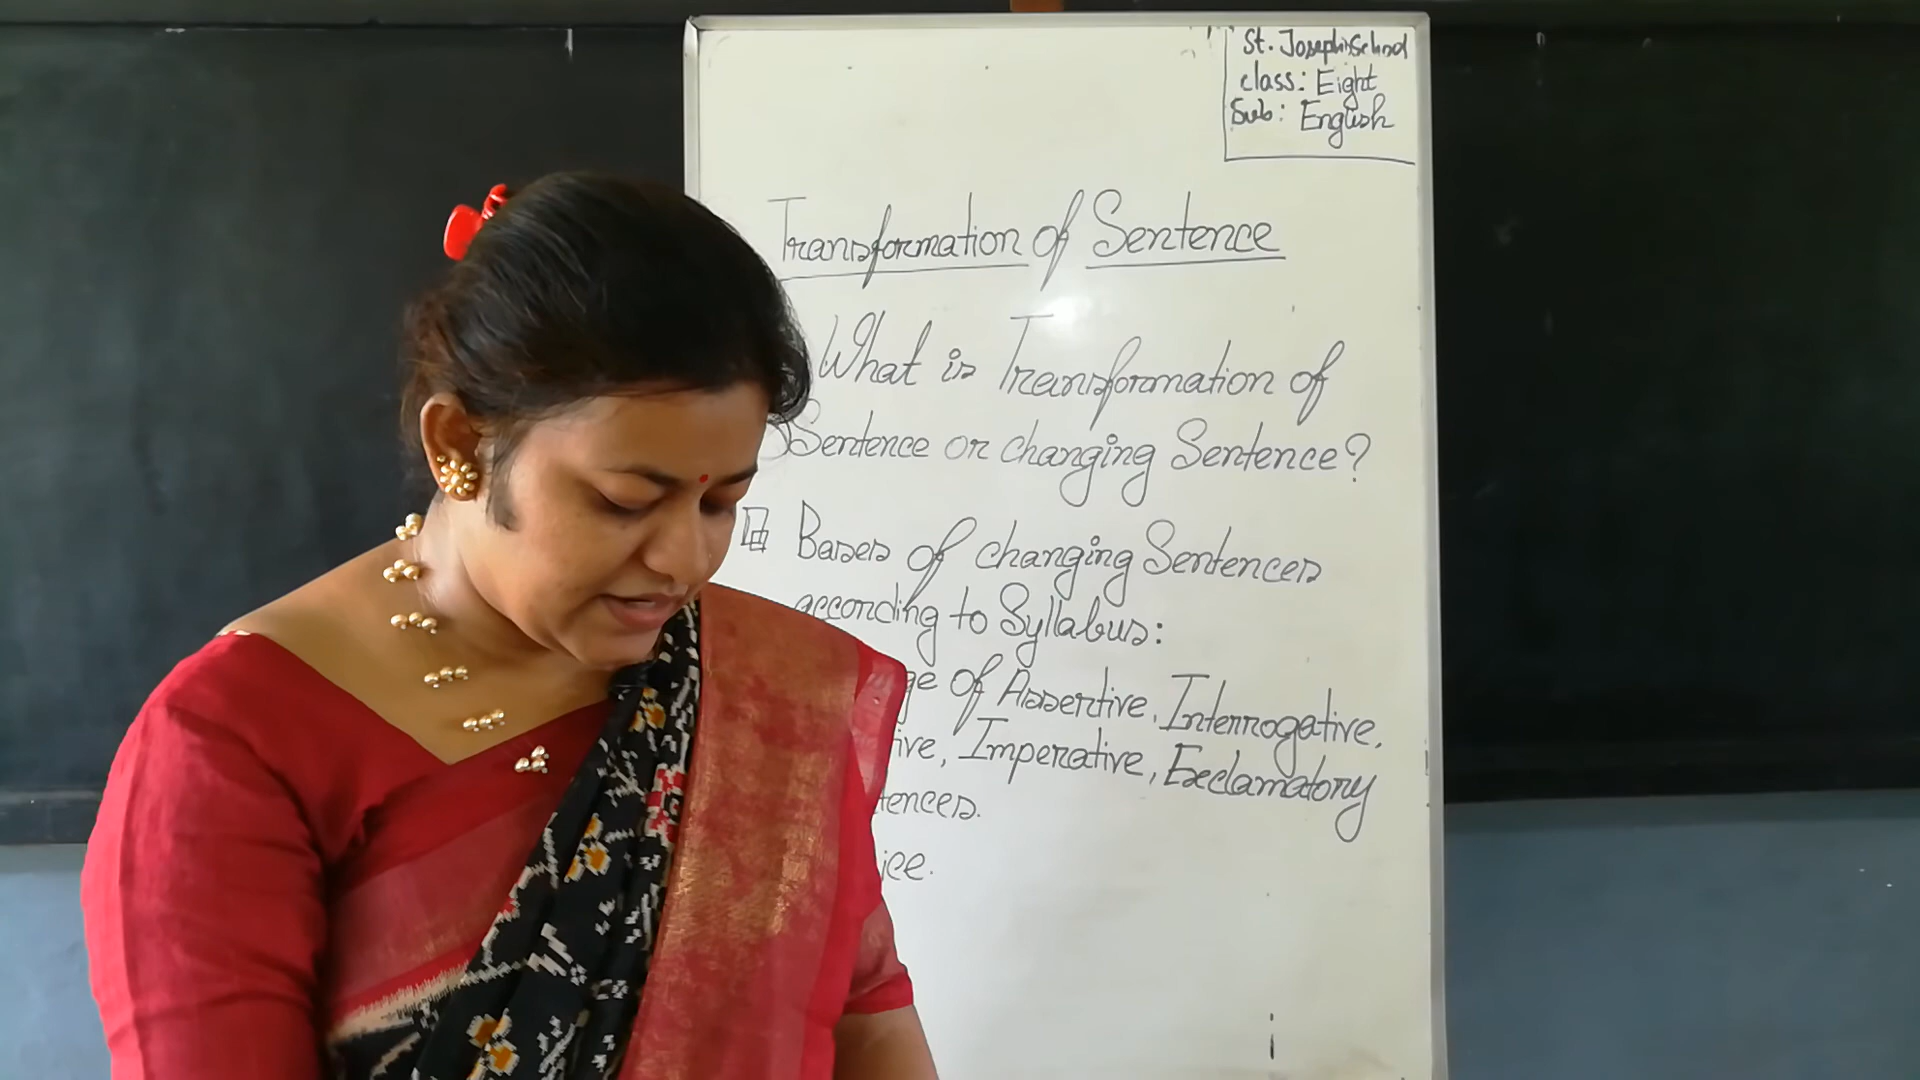 St. Joseph School
Class: Eight
Sub: English
Transformation of Sentence
What is Transformation of
Sentence or changing Sentence?
Bases of changing Sentences
according to Syllabus:
of Assertive, Interrogative,
Imperative, Exclamatory